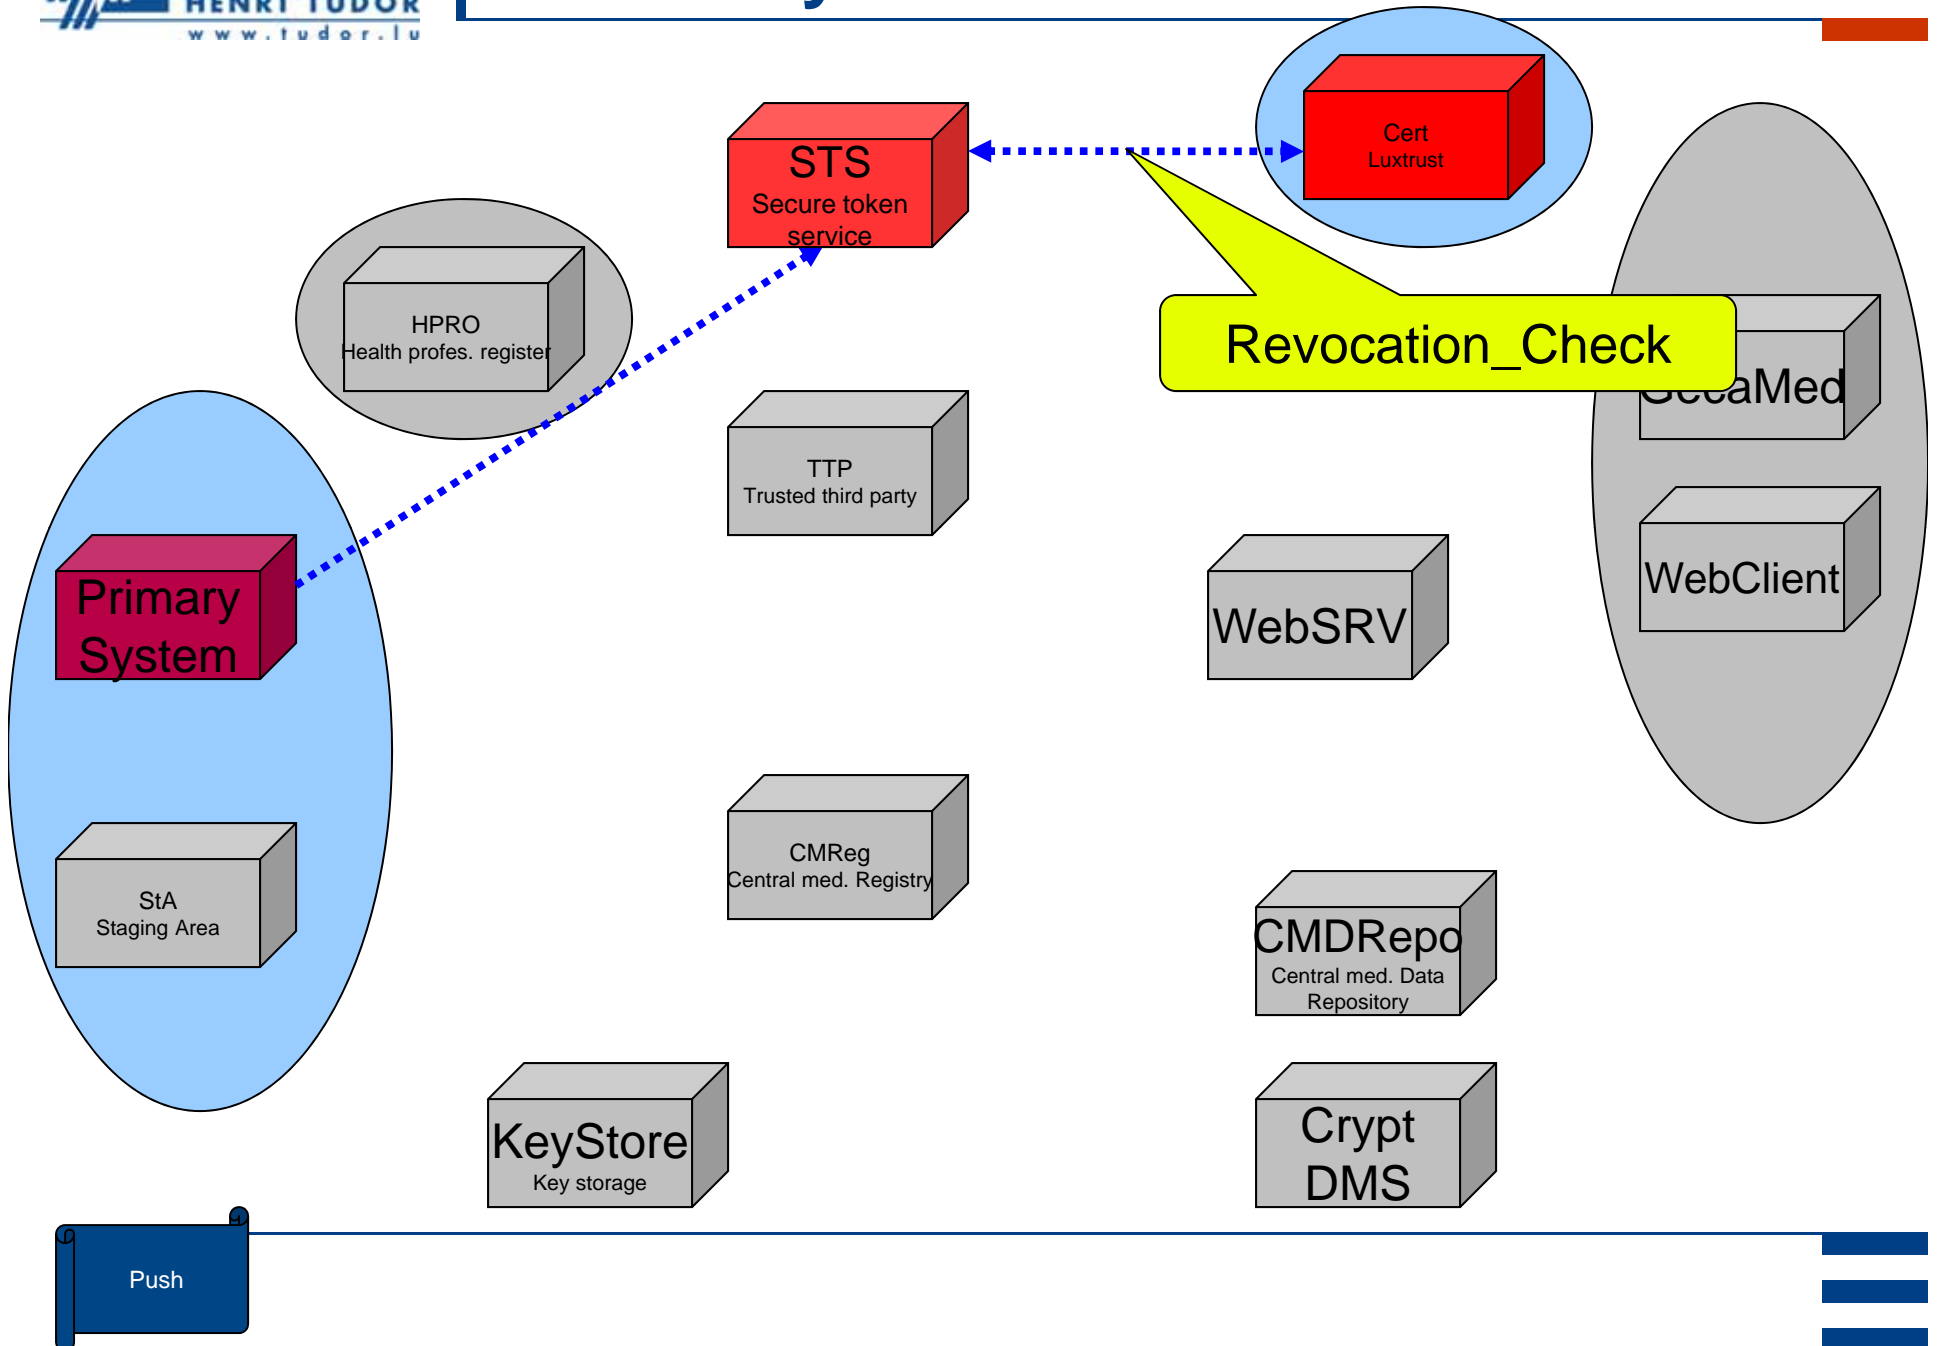 HENRI TUDOR
www.tudor.lu
Cert
Luxtrust
STS
Secure token
service
HPRO
Health profes. register
Revocation_Check
GecaMed
TTP
Trusted third party
WebClient
Primary
System
WebSRV
CMReg
Central med. Registry
StA
Staging Area
CMDRepo
Central med. Data
Repository
KeyStore
Key storage
Crypt
DMS
Push